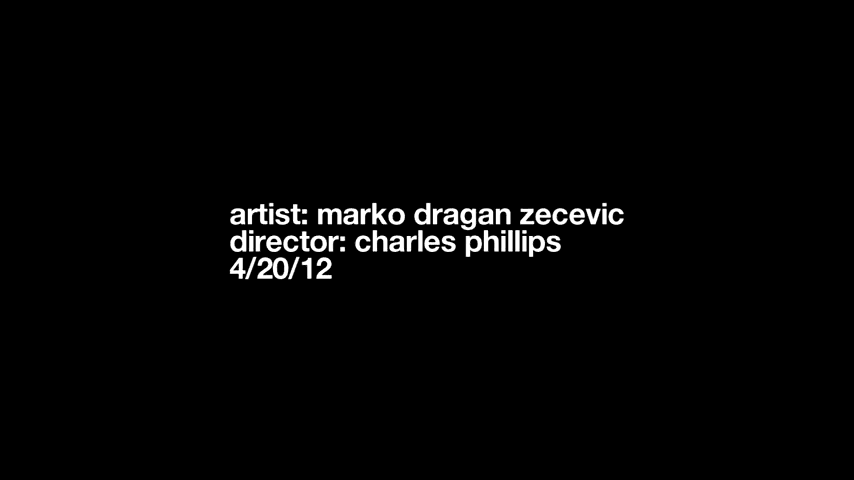 artist: marko dragan zecevic
director: charles phillips
4/20/12